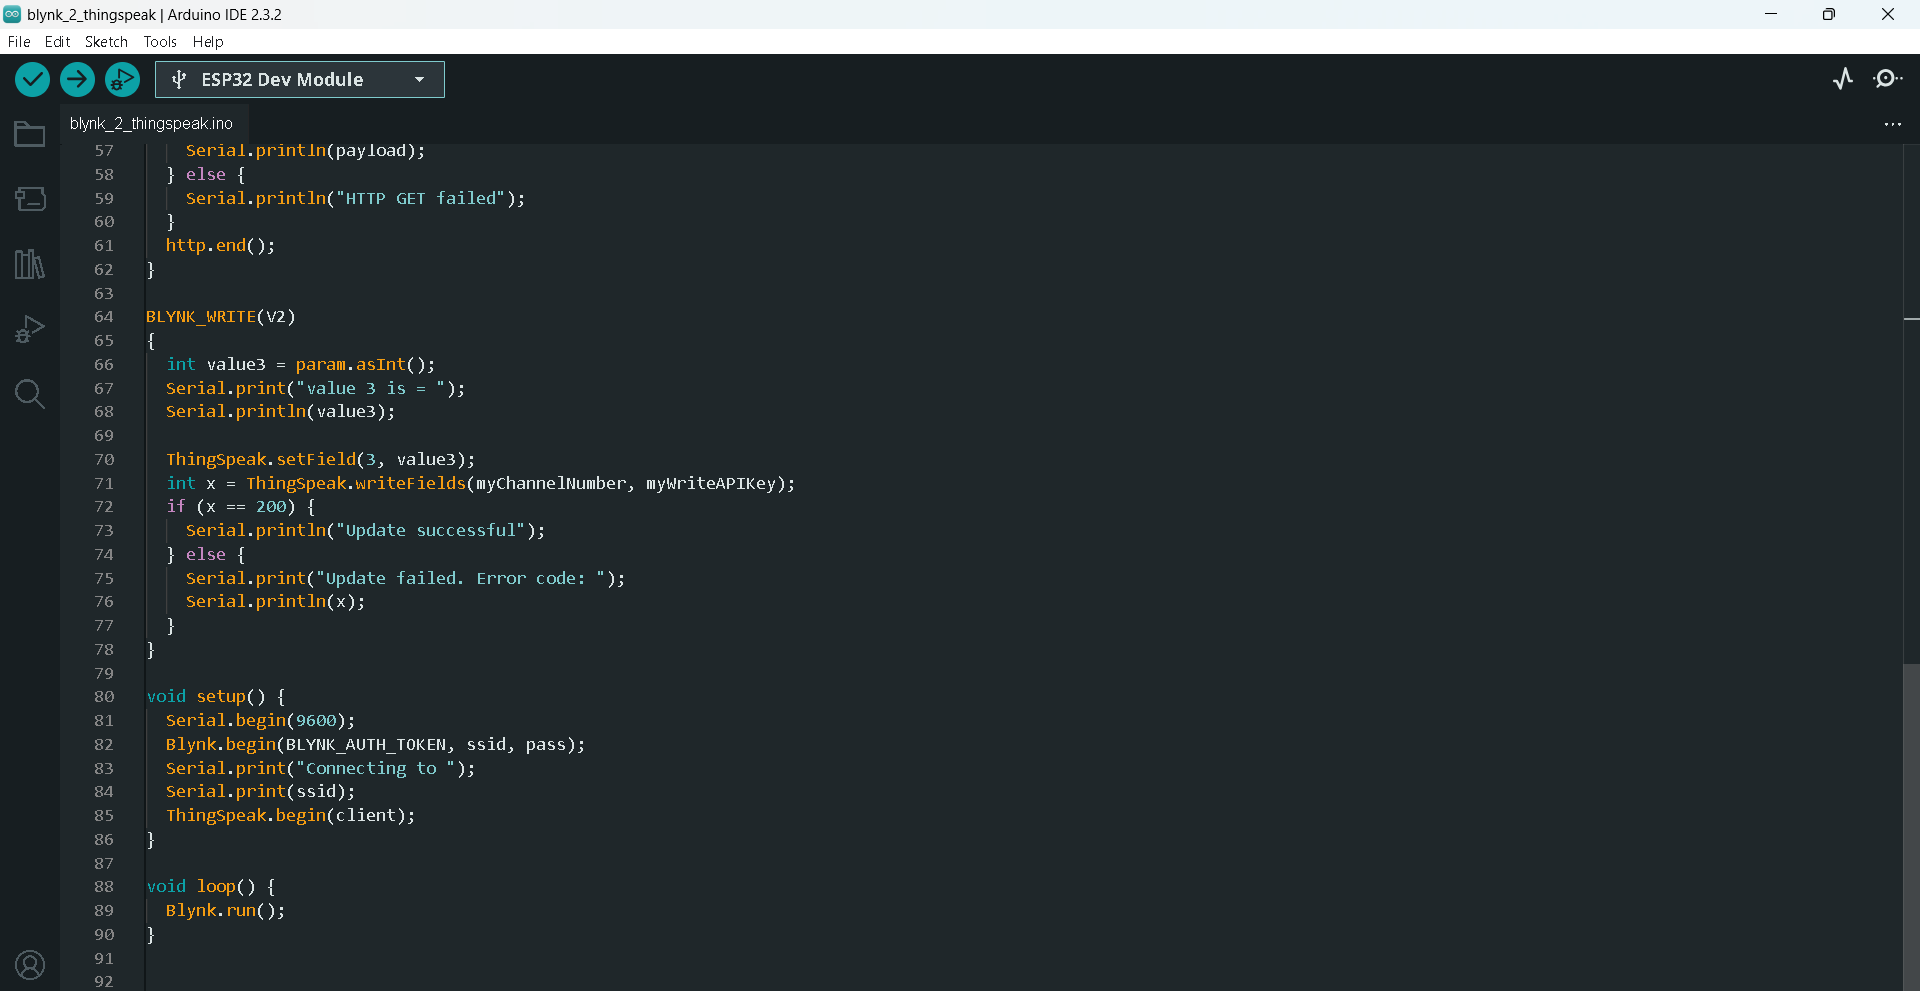 blynk_2_thingspeak | Arduino IDE 2.3.2
File Edit Sketch Tools Help
ESP32 Dev Module
blynk_2_thingspeak.ino
57 Serial.println(payload);
58 } else {
59 Serial.println("HTTP GET failed");
60 }
61 http.end();
62 }
63
64 BLYNK_WRITE(V2)
65 {
66 int value3 = param.asInt();
67 Serial.print("value 3 is = ");
68 Serial.println(value3);
69
70 ThingSpeak.setField(3, value3);
71 int x = ThingSpeak.writeFields(myChannelNumber, myWriteAPIKey);
72 if (x == 200) {
73 Serial.println("Update successful");
74 } else {
75 Serial.print("Update failed. Error code: ");
76 Serial.println(x);
77 }
78 }
79
80 void setup() {
81 Serial.begin(9600);
82 Blynk.begin(BLYNK_AUTH_TOKEN, ssid, pass);
83 Serial.print("Connecting to ");
84 Serial.print(ssid);
85 ThingSpeak.begin(client);
86 }
87
88 void loop() {
89 Blynk.run();
90 }
91
92